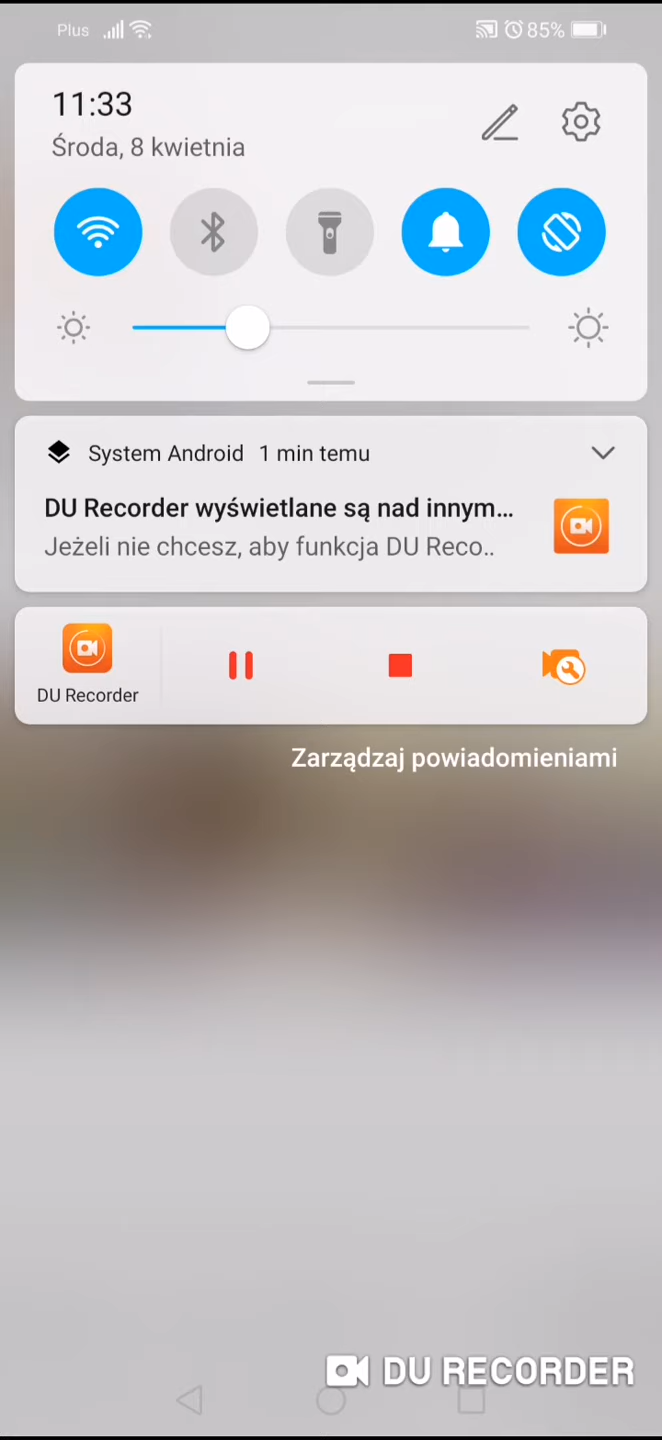 Plus
85%
11:33
Środa, 8 kwietnia
System Android 1 min temu
DU Recorder wyświetlane są nad innym...
Jeżeli nie chcesz, aby funkcja DU Reco..
DU Recorder
Zarządzaj powiadomieniami
DU RECORDER